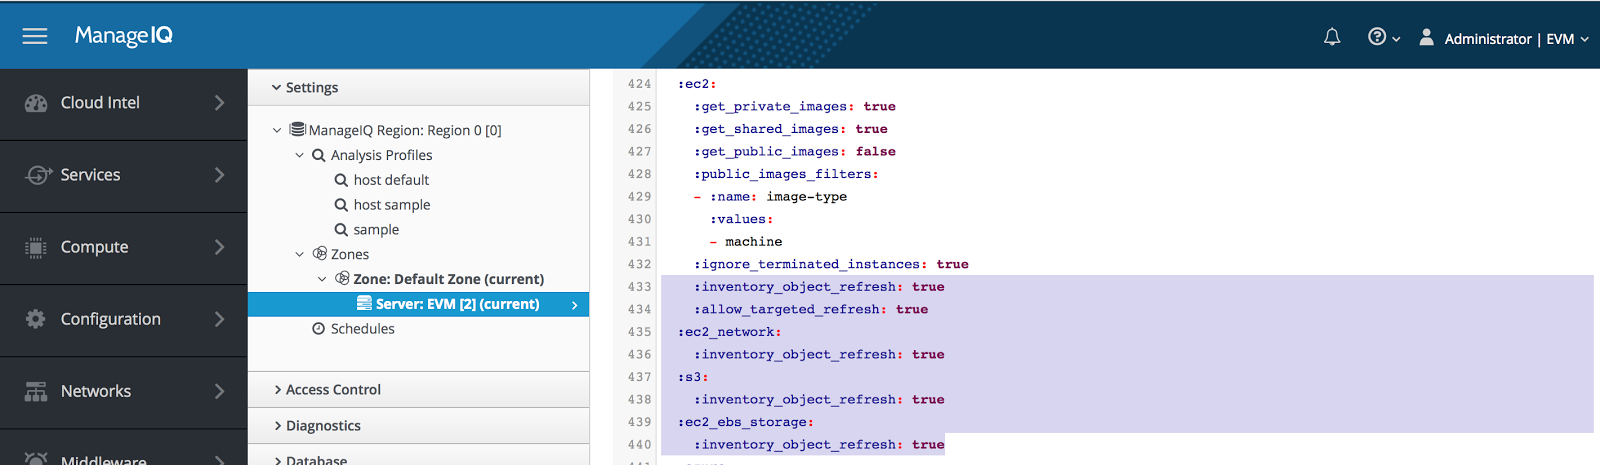 ManageIQ
Administrator | EVM
Cloud Intel
Services
Compute
Configuration
Networks
Middleware
Settings
ManageIQ Region: Region 0 [0]
Analysis Profiles
host default
host sample
sample
Zones
Zone: Default Zone (current)
Server: EVM [2] (current)
Schedules
Access Control
Diagnostics
Database
424 :ec2:
425 :get_private_images: true
426 :get_shared_images: true
427 :get_public_images: false
428 :public_images_filters:
429 - :name: image-type
430 :values:
431 - machine
432 :ignore_terminated_instances: true
433 :inventory_object_refresh: true
434 :allow_targeted_refresh: true
435 :ec2_network:
436 :inventory_object_refresh: true
437 :s3:
438 :inventory_object_refresh: true
439 :ec2_ebs_storage:
440 :inventory_object_refresh: true